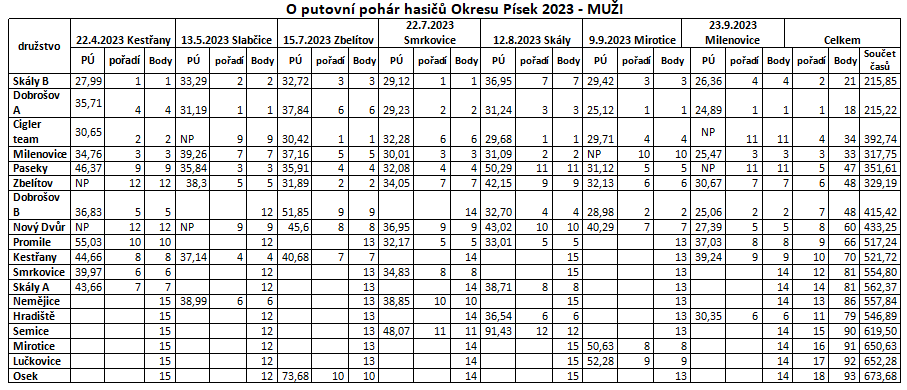 O putovní pohár hasičů Okresu Písek 2023 - MUŽI
družstvo 22.4.2023 Kestřany 13.5.2023 Slabčice 15.7.2023 Zbelítov 22.7.2023 Smrkovice 12.8.2023 Skály 9.9.2023 Mirotice 23.9.2023 Milenovice Celkem
PÚ pořadí Body PÚ pořadí Body PÚ pořadí Body PÚ pořadí Body PÚ pořadí Body PÚ pořadí Body PÚ pořadí Body pořadí Body Součet časů
Skály B 27,99 1 1 33,29 2 2 32,72 3 3 29,12 1 1 36,95 7 7 29,42 3 3 26,36 4 4 2 21 215,85
Dobrošov A 35,71 4 4 31,19 1 1 37,84 6 6 29,23 2 2 31,24 3 3 25,12 1 1 24,89 1 1 1 18 215,22
Cigler team 30,65 2 2 NP 9 9 30,42 1 1 32,28 6 6 29,68 1 1 29,71 4 4 NP 11 11 4 34 392,74
Milenovice 34,76 3 3 39,26 7 7 37,16 5 5 30,01 3 3 31,09 2 2 NP 10 10 25,47 3 3 3 33 317,75
Paseky 46,37 9 9 35,84 3 3 35,91 4 4 32,08 4 4 50,29 11 11 31,12 5 5 NP 11 11 5 47 351,61
Zbelítov NP 12 12 38,3 5 5 31,89 2 2 34,05 7 7 42,15 9 9 32,13 6 6 30,67 7 7 6 48 329,19
Dobrošov B 36,83 5 5 12 51,85 9 9 14 32,70 4 4 28,98 2 2 25,06 2 2 7 48 415,42
Nový Dvůr NP 12 12 NP 9 9 45,6 8 8 36,95 9 9 43,02 10 10 40,29 7 7 27,39 5 5 8 60 433,25
Promile 55,03 10 10 12 13 32,17 5 5 33,01 5 5 13 37,03 8 8 9 66 517,24
Kestřany 44,66 8 8 37,14 4 4 40,68 7 7 14 15 13 39,24 9 9 10 70 521,72
Smrkovice 39,97 6 6 12 13 34,83 8 8 15 13 14 12 81 554,80
Skály A 43,66 7 7 12 13 14 38,71 8 8 13 14 14 81 562,37
Nemějice 15 38,99 6 6 13 38,85 10 10 15 13 14 13 86 557,84
Hradiště 15 12 13 14 36,54 6 6 13 30,35 6 6 11 79 546,89
Semice 15 12 13 48,07 11 11 91,43 12 12 13 14 15 90 619,50
Mirotice 15 12 13 14 15 50,63 8 8 14 16 91 650,63
Lučkovice 15 12 13 14 15 52,28 9 9 14 17 92 652,28
Osek 15 12 73,68 10 10 14 15 13 14 18 93 673,68